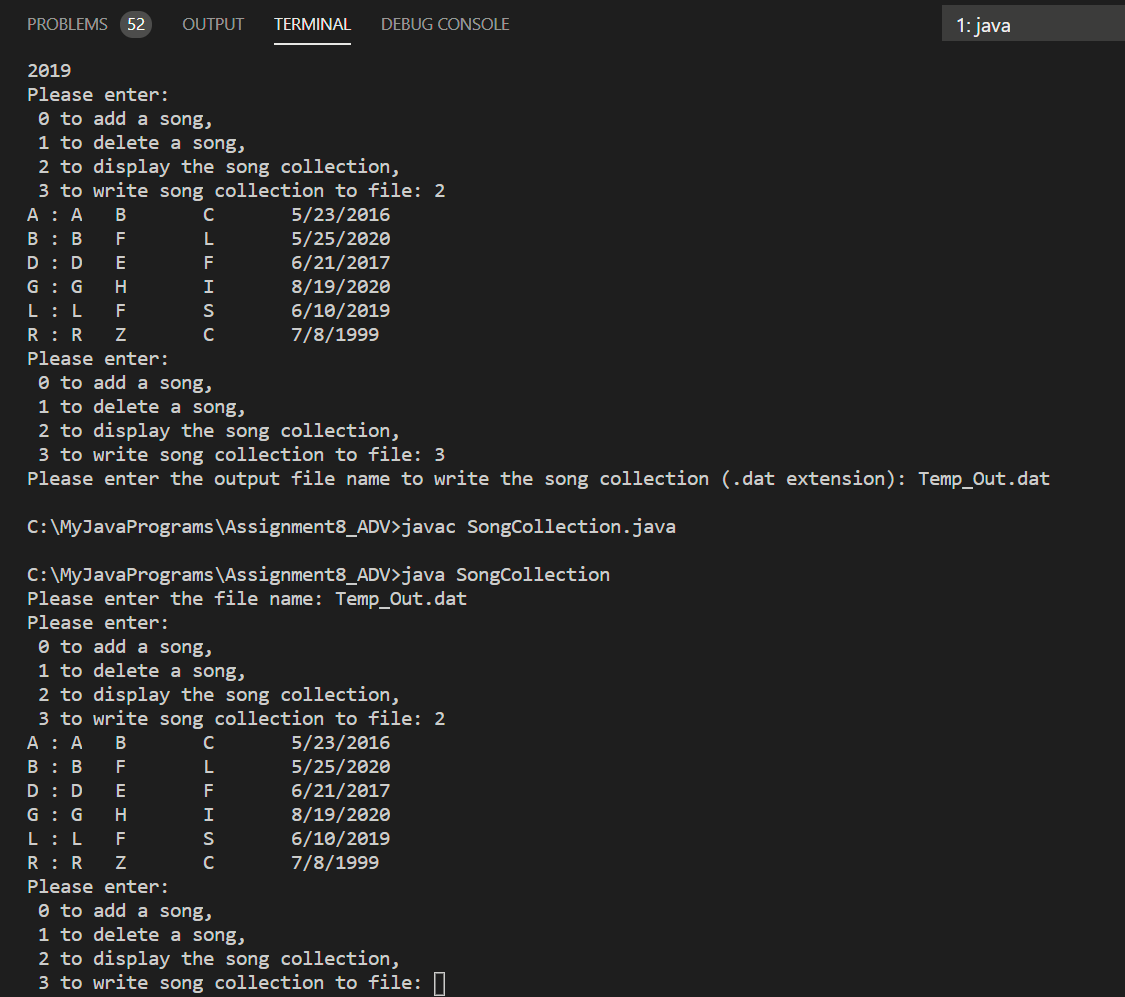 PROBLEMS 52 OUTPUT TERMINAL DEBUG CONSOLE 1: java
2019
Please enter:
 0 to add a song,
 1 to delete a song,
 2 to display the song collection,
 3 to write song collection to file: 2
A : A   B       C       5/23/2016
B : B   F       L       5/25/2020
D : D   E       F       6/21/2017
G : G   H       I       8/19/2020
L : L   F       S       6/10/2019
R : R   Z       C       7/8/1999
Please enter:
 0 to add a song,
 1 to delete a song,
 2 to display the song collection,
 3 to write song collection to file: 3
Please enter the output file name to write the song collection (.dat extension): Temp_Out.dat
C:\MyJavaPrograms\Assignment8_ADV>javac SongCollection.java
C:\MyJavaPrograms\Assignment8_ADV>java SongCollection
Please enter the file name: Temp_Out.dat
Please enter:
 0 to add a song,
 1 to delete a song,
 2 to display the song collection,
 3 to write song collection to file: 2
A : A   B       C       5/23/2016
B : B   F       L       5/25/2020
D : D   E       F       6/21/2017
G : G   H       I       8/19/2020
L : L   F       S       6/10/2019
R : R   Z       C       7/8/1999
Please enter:
 0 to add a song,
 1 to delete a song,
 2 to display the song collection,
 3 to write song collection to file: